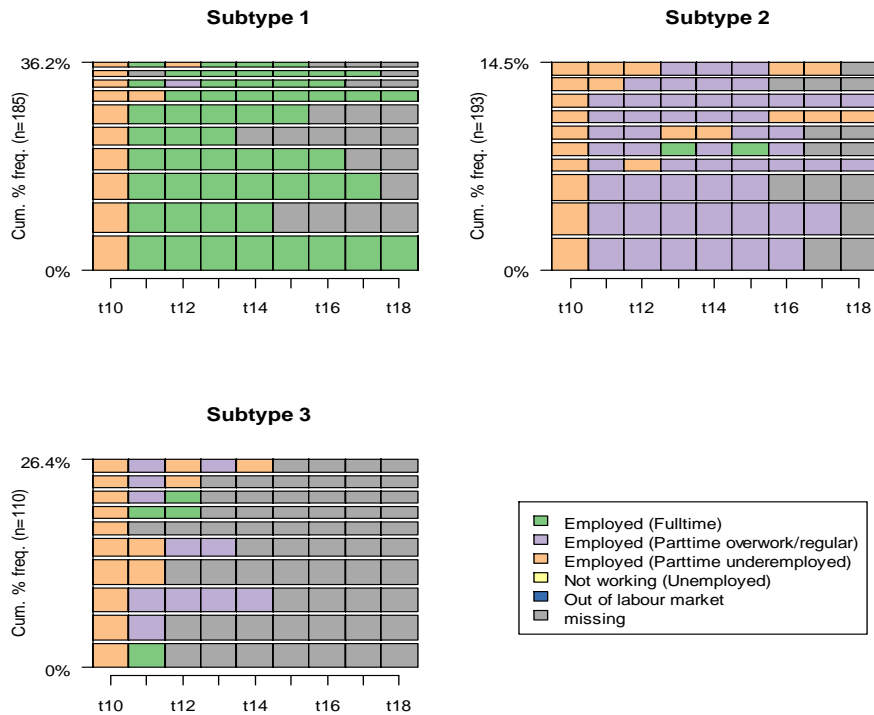 Subtype 1
36.2%
Cum. % freq. (n=185)
0%
t10 t12 t14 t16 t18
Subtype 2
14.5%
Cum. % freq. (n=193)
0%
t10 t12 t14 t16 t18
Subtype 3
26.4%
Cum. % freq. (n=110)
0%
t10 t12 t14 t16 t18
Employed (Fulltime)
Employed (Parttime overwork/regular)
Employed (Parttime underemployed)
Not working (Unemployed)
Out of labour market
missing